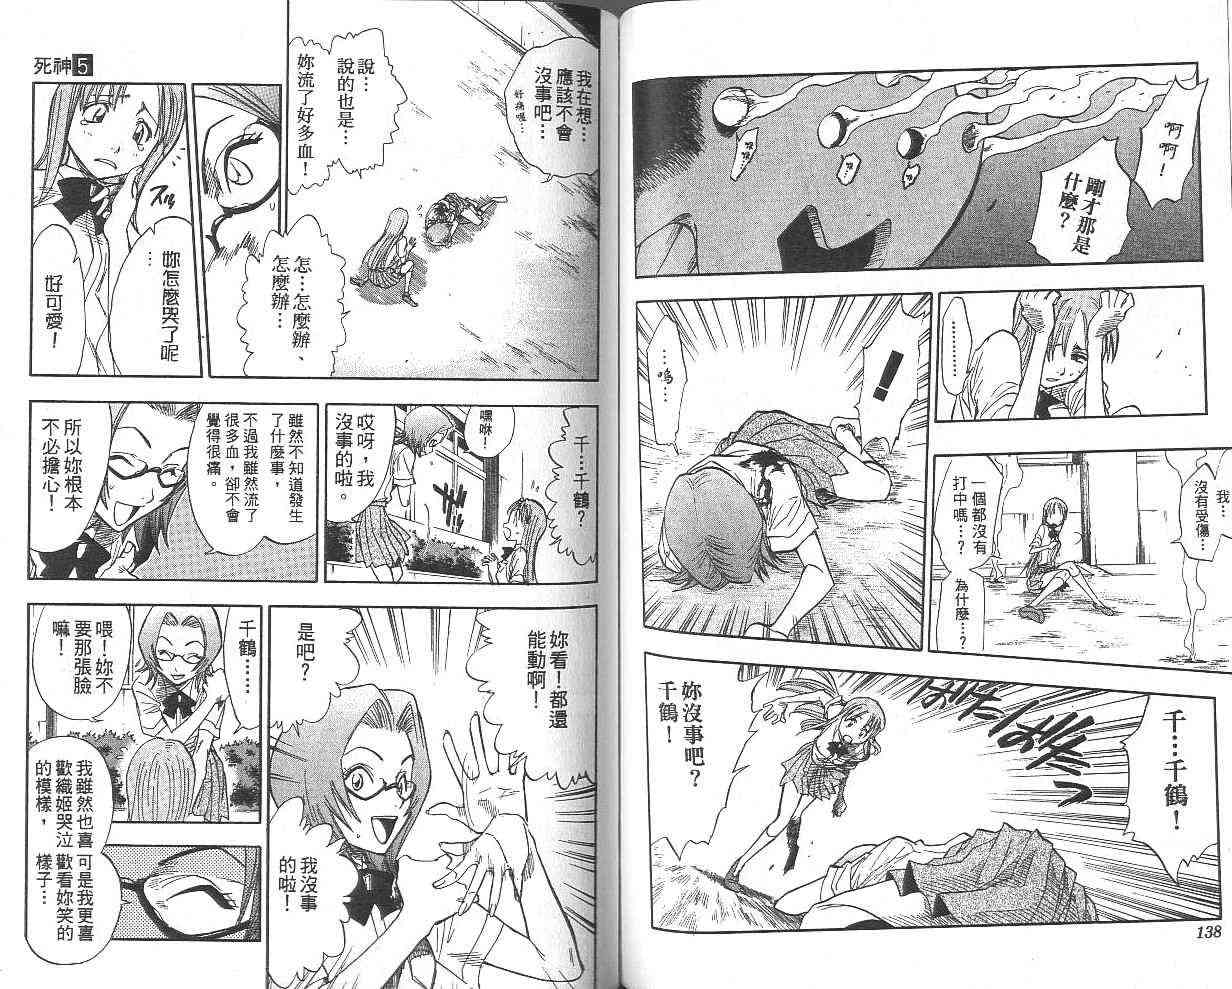 啊啊！
剛才那是
什麼？
嗚…
…………
我…
沒有受傷…
一個都沒有
打中嗎…？
為什麼…？
！
……嗚…
千…千鶴！
妳沒事吧？
千鶴！
138
死神5
我在想…
應該不會
沒事吧…
好痛喔…
說…
說的也是…
妳流了好多血！
怎…怎麼辦、
怎麼辦…
妳怎麼哭了呢
…
好可愛！
千…千鶴？
嘿咻！
哎呀，我
沒事的啦。
雖然不知道發生
了什麼事，
不過我雖然流了
很多血，卻不會
覺得很痛。
所以妳根本
不必擔心！
妳看！都還
能動啊！
是吧？
我沒事
的啦！
千鶴……
喂！妳不
要那張臉
嘛！
我雖然也喜
歡織姬哭泣
的模樣，
可是我更喜
歡看妳笑的
樣子…